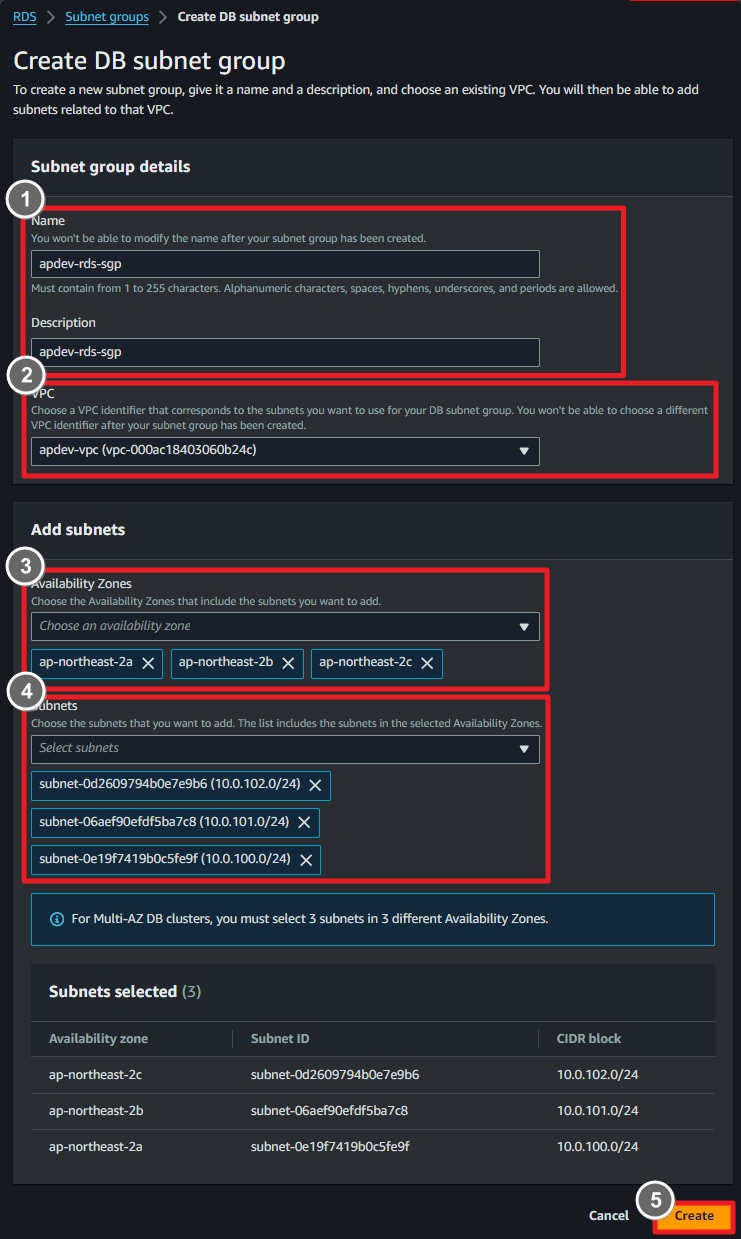 RDS > Subnet groups > Create DB subnet group
Create DB subnet group
To create a new subnet group, give it a name and a description, and choose an existing VPC. You will then be able to add
subnets related to that VPC.
Subnet group details
1
Name
You won't be able to modify the name after your subnet group has been created.
apdev-rds-sgp
Must contain from 1 to 255 characters. Alphanumeric characters, spaces, hyphens, underscores, and periods are allowed.
Description
apdev-rds-sgp
2
VPC
Choose a VPC identifier that corresponds to the subnets you want to use for your DB subnet group. You won't be able to choose a different
VPC identifier after your subnet group has been created.
apdev-vpc (vpc-000ac18403060b24c)
Add subnets
3
Availability Zones
Choose the Availability Zones that include the subnets you want to add.
Choose an availability zone
ap-northeast-2a ap-northeast-2b ap-northeast-2c
4
Subnets
Choose the subnets that you want to add. The list includes the subnets in the selected Availability Zones.
Select subnets
subnet-0d2609794b0e7e9b6 (10.0.102.0/24)
subnet-06aef90efdf5ba7c8 (10.0.101.0/24)
subnet-0e19f7419b0c5fe9f (10.0.100.0/24)
For Multi-AZ DB clusters, you must select 3 subnets in 3 different Availability Zones.
Subnets selected (3)
Availability zone Subnet ID CIDR block
ap-northeast-2c subnet-0d2609794b0e7e9b6 10.0.102.0/24
ap-northeast-2b subnet-06aef90efdf5ba7c8 10.0.101.0/24
ap-northeast-2a subnet-0e19f7419b0c5fe9f 10.0.100.0/24
5
Cancel Create